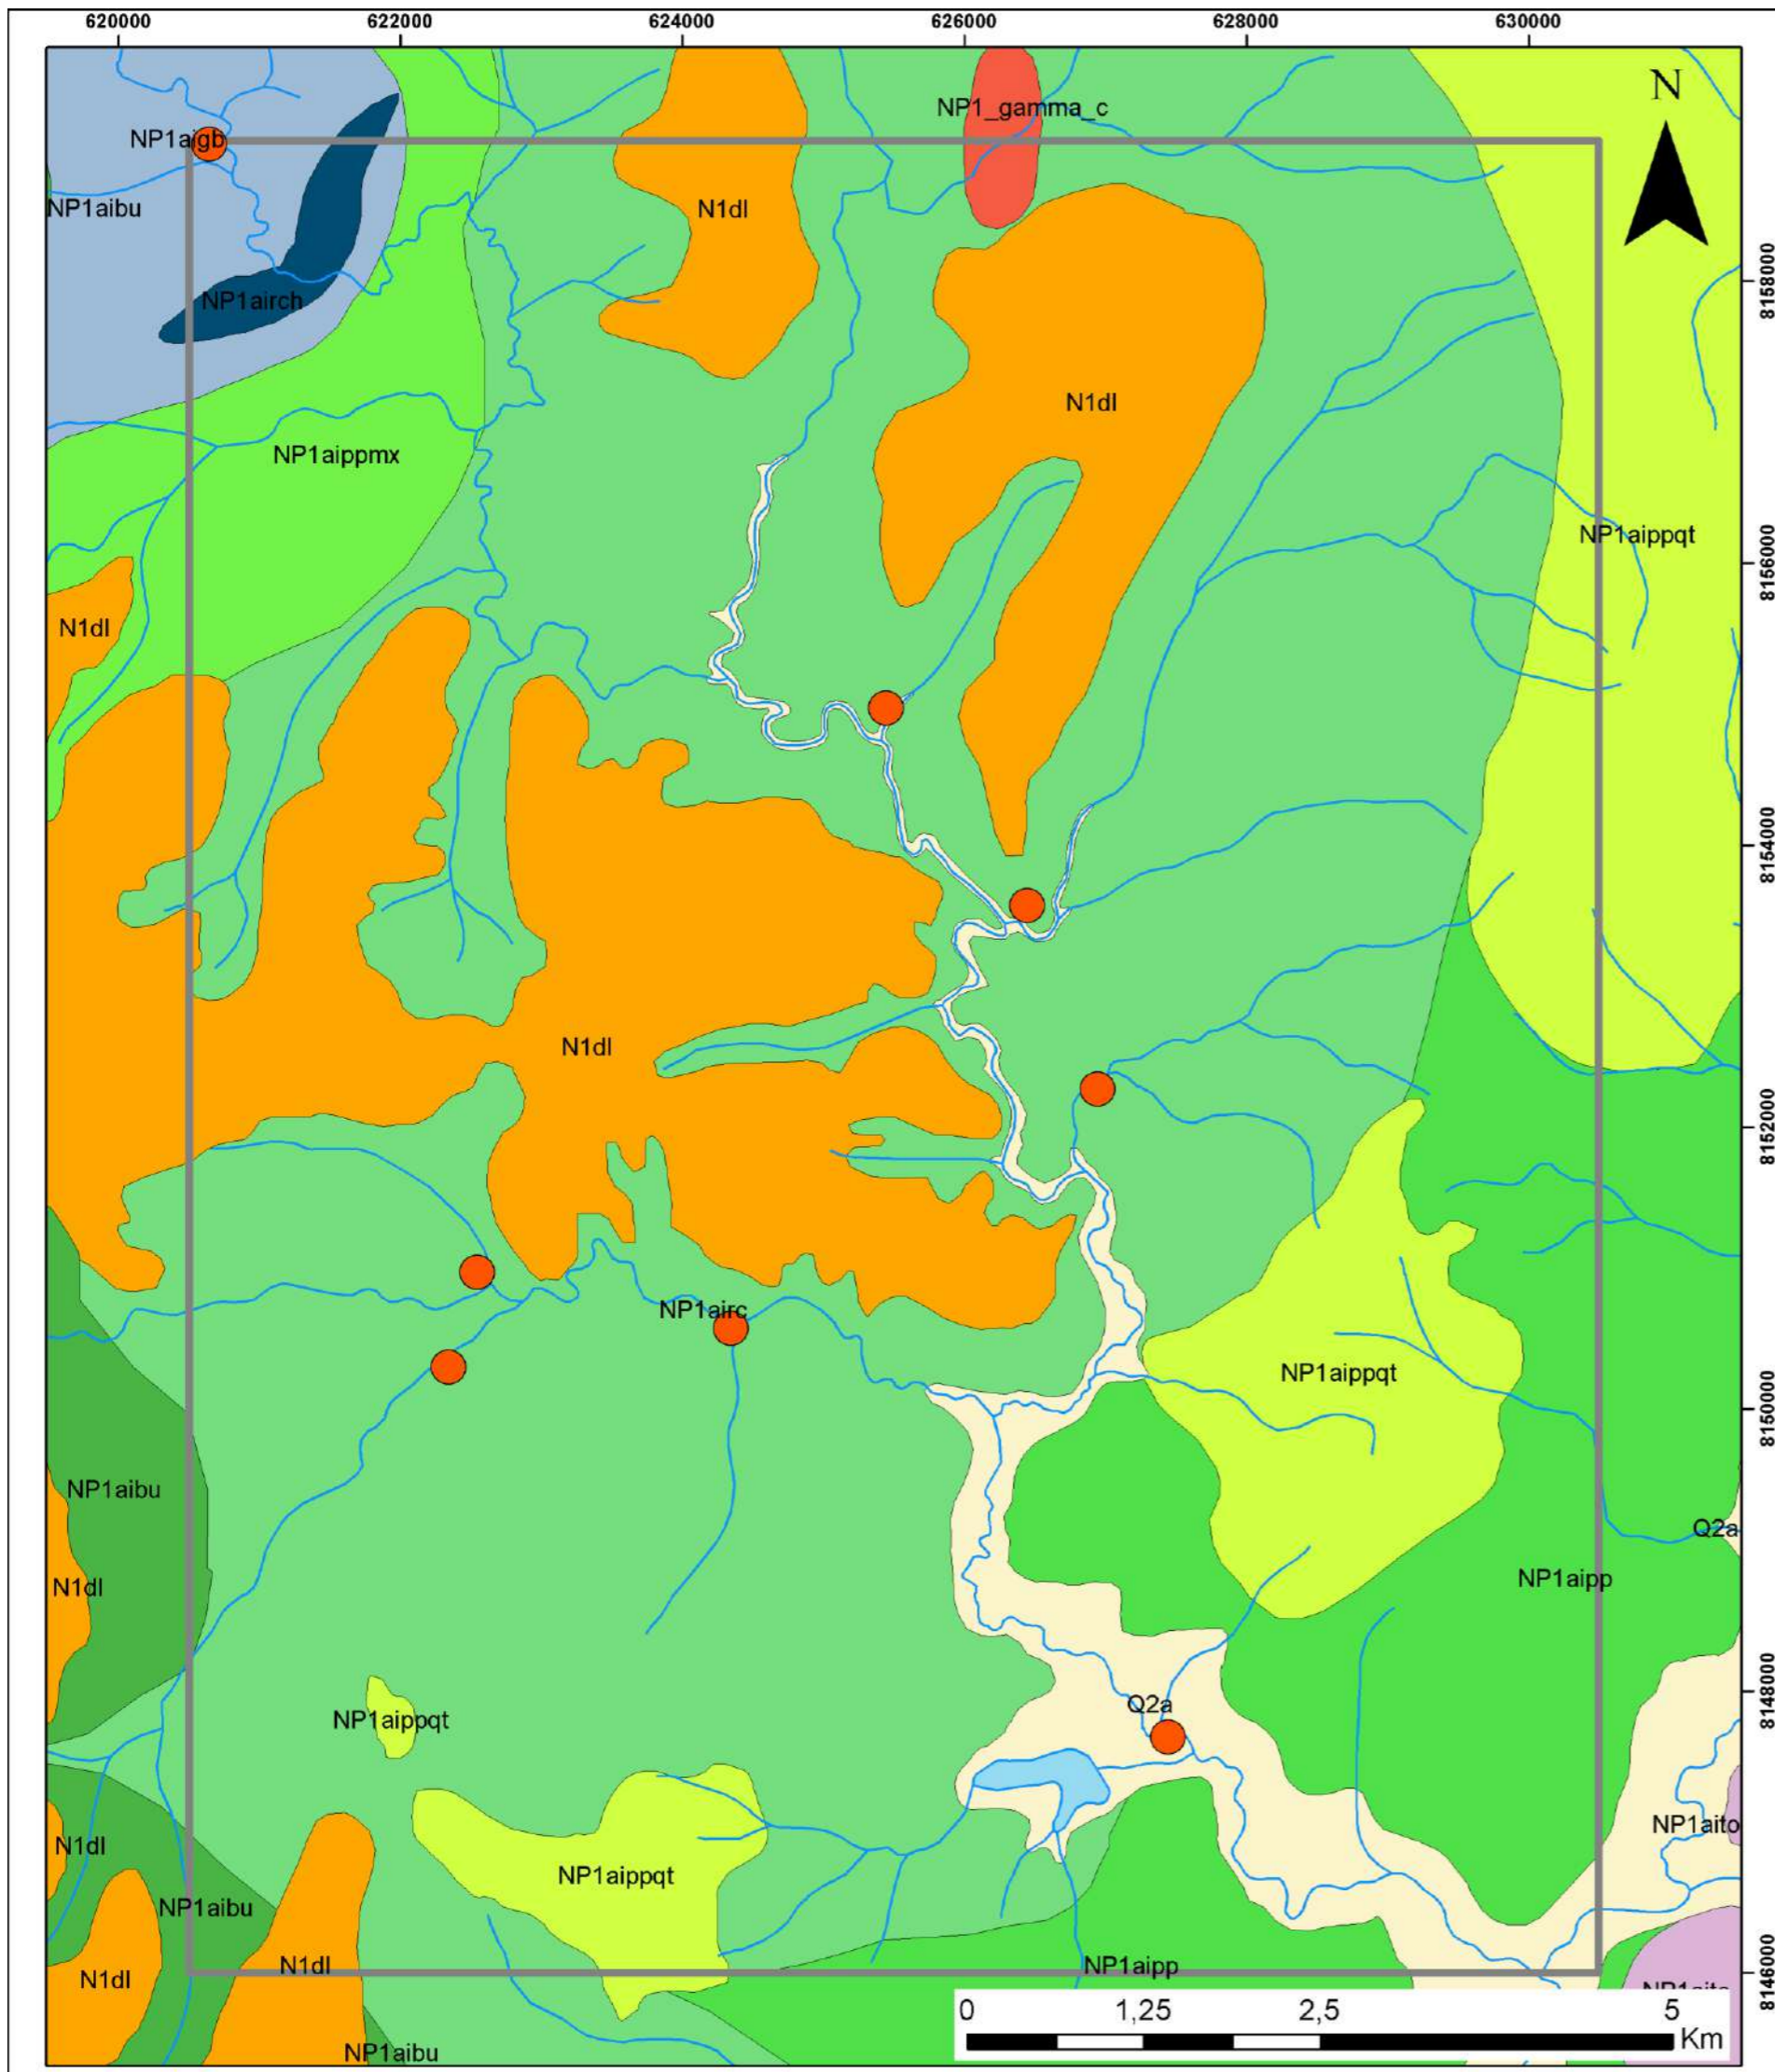 620000 622000 624000 626000 628000 630000
N
NP1_gamma_c
NP1aigb
NP1aibu
N1dl
8158000
NP1airch
N1dl
NP1aippmx
NP1aippqt
8156000
N1dl
8154000
N1dl
8152000
NP1airc
NP1aippqt
8150000
NP1aibu
Q2a
NP1aipp
N1dl
8148000
Q2a
NP1aippqt
NP1aito
N1dl
NP1aippqt
NP1aibu
N1dl
NP1aipp
8146000
N1dl
0 1,25 2,5 5
Km
NP1aibu